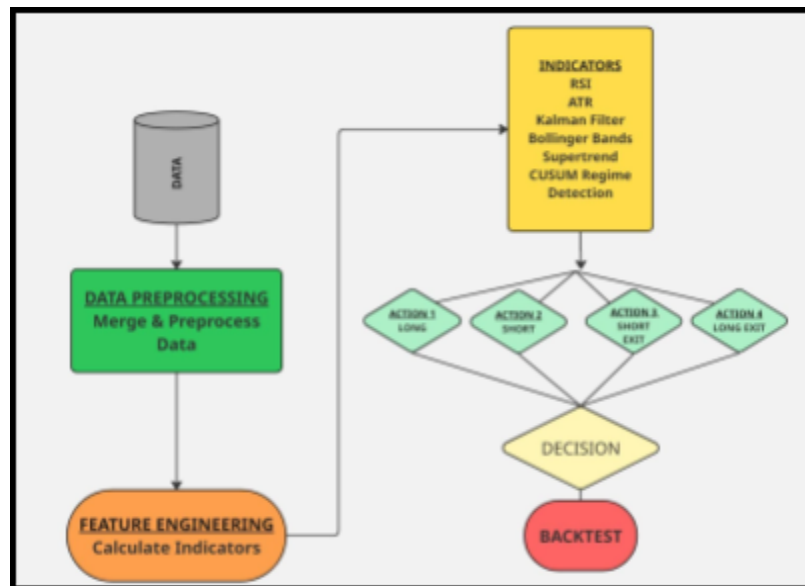 DATA
DATA PREPROCESSING
Merge & Preprocess
Data
FEATURE ENGINEERING
Calculate Indicators
INDICATORS
RSI
ATR
Kalman Filter
Bollinger Bands
Supertrend
CUSUM Regime
Detection
ACTION 1
LONG
ACTION 2
SHORT
ACTION 3
SHORT
EXIT
ACTION 4
LONG EXIT
DECISION
BACKTEST